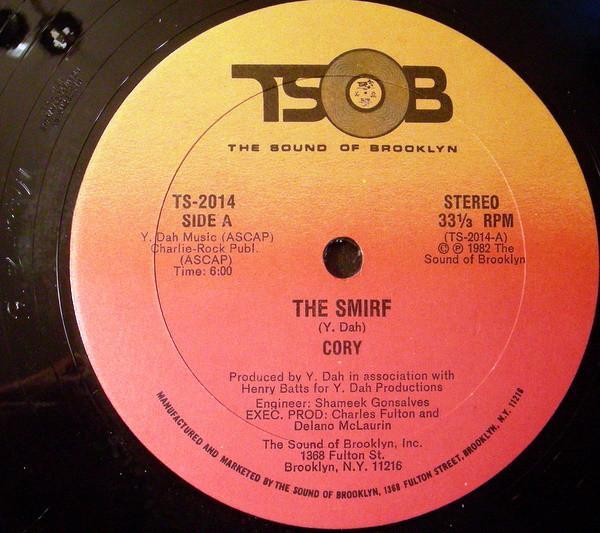 TSOB
THE SOUND OF BROOKLYN
TS-2014
SIDE A
Y. Dah Music (ASCAP)
Charlie-Rock Publ.
(ASCAP)
Time: 6:00
STEREO
33⅓ RPM
(TS-2014-A)
© ℗ 1982 The
Sound of Brooklyn
THE SMIRF
(Y. Dah)
CORY
Produced by Y. Dah in association with
Henry Batts for Y. Dah Productions
Engineer: Shameek Gonsalves
EXEC. PROD: Charles Fulton and
Delano McLaurin
The Sound of Brooklyn, Inc.
1368 Fulton St.
Brooklyn, N.Y. 11216
MANUFACTURED AND MARKETED BY THE SOUND OF BROOKLYN, 1368 FULTON STREET, BROOKLYN, N.Y. 11216